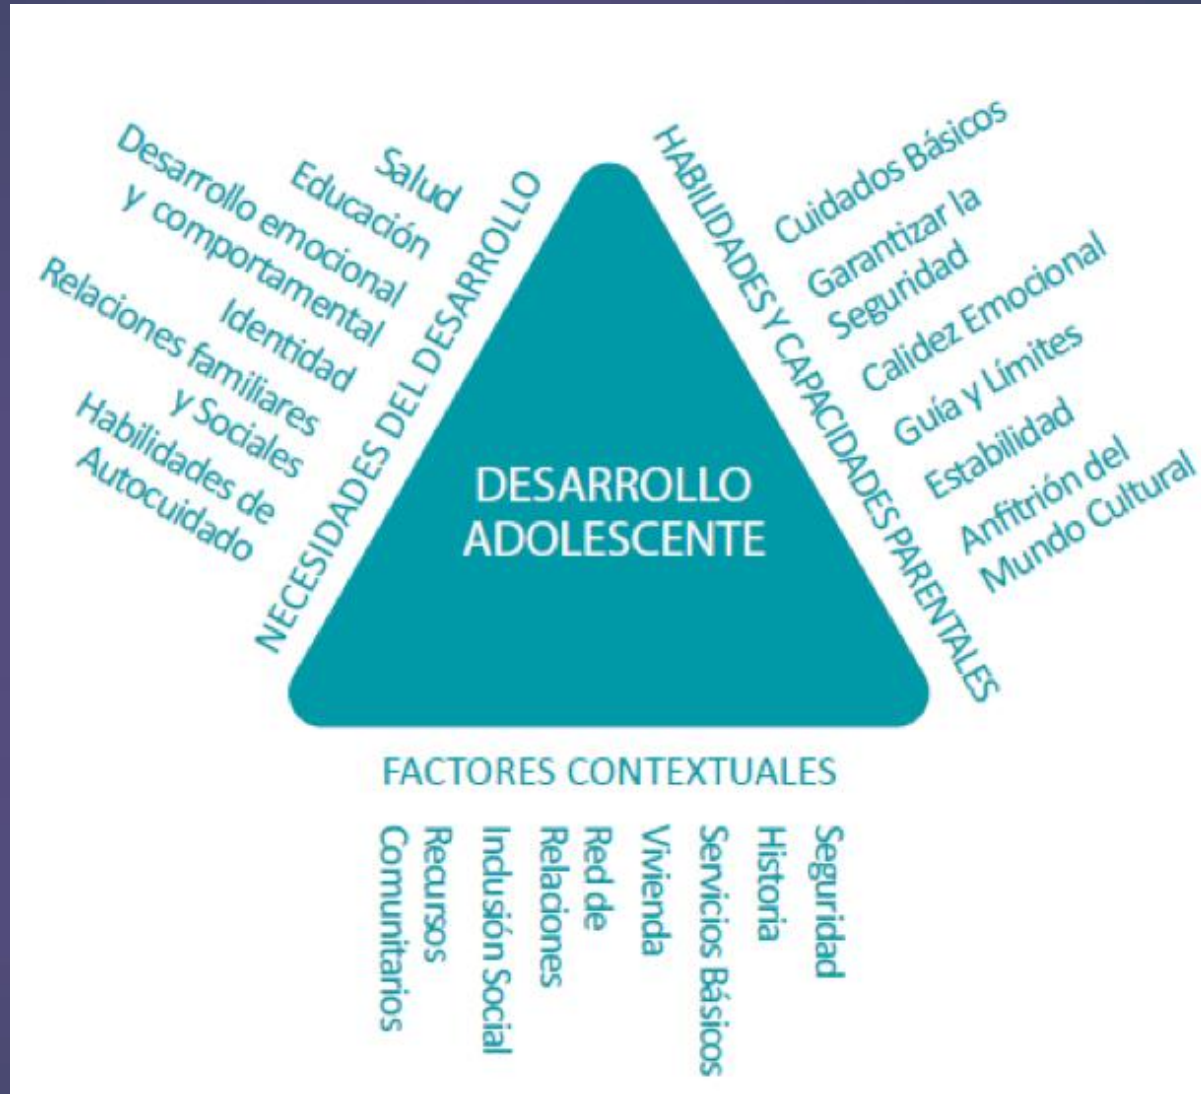 Salud
Educación
Desarrollo emocional
y comportamental
Identidad
Relaciones familiares
y Sociales
Habilidades de
Autocuidado
NECESIDADES DEL DESARROLLO
HABILIDADES Y CAPACIDADES PARENTALES
Cuidados Básicos
Garantizar la
Seguridad
Calidez Emocional
Guía y Límites
Estabilidad
Anfitrión del
Mundo Cultural
DESARROLLO
ADOLESCENTE
FACTORES CONTEXTUALES
Seguridad
Historia
Servicios Básicos
Vivienda
Red de
Relaciones
Inclusión Social
Recursos
Comunitarios